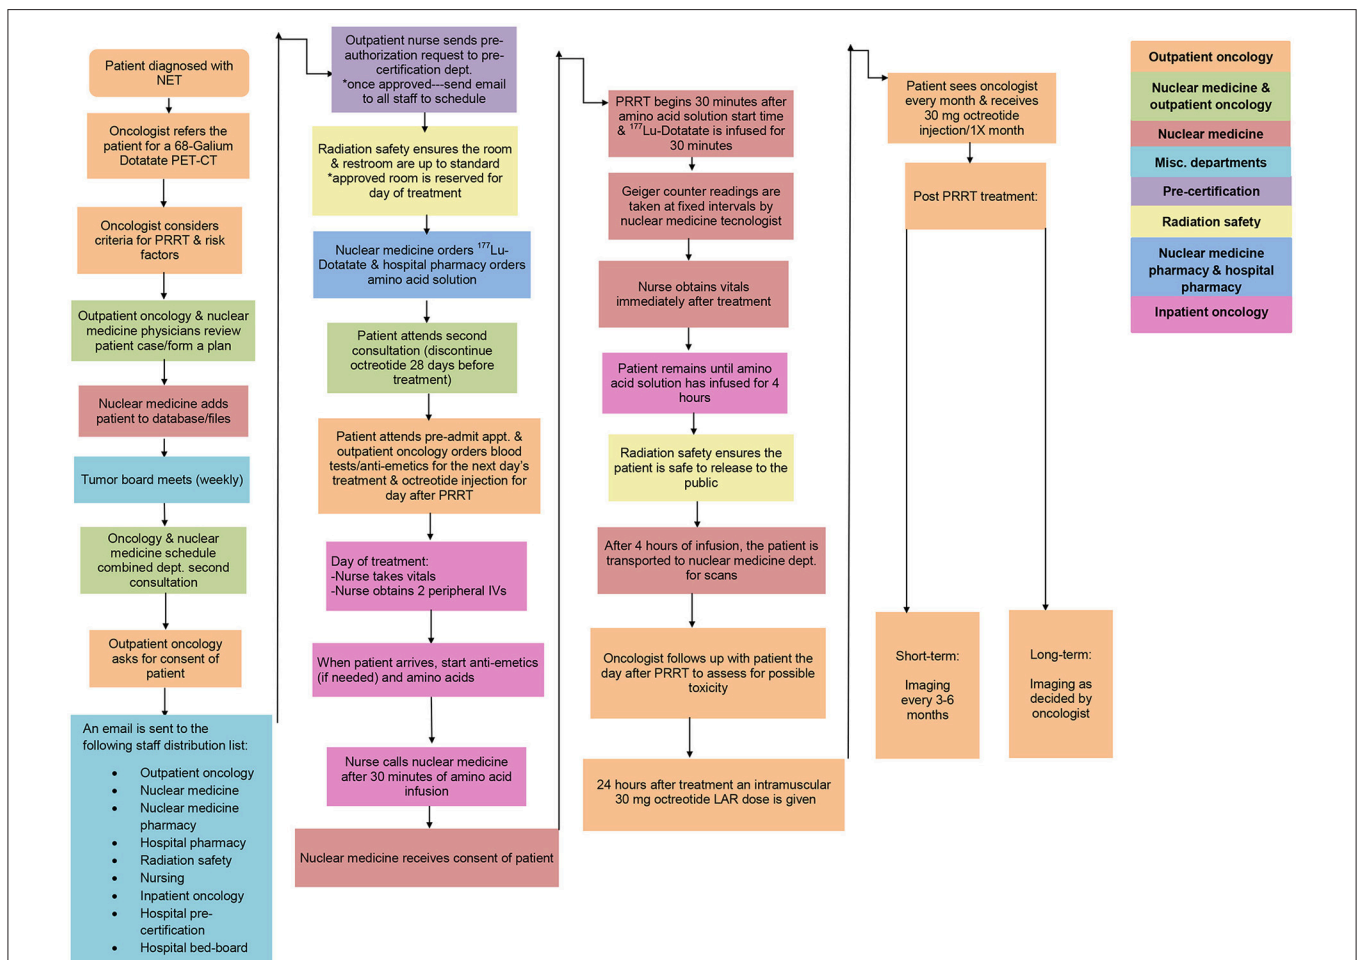 Patient diagnosed with
NET
Oncologist refers the
patient for a 68-Galium
Dotatate PET-CT
Oncologist considers
criteria for PRRT & risk
factors
Outpatient oncology & nuclear
medicine physicians review
patient case/form a plan
Nuclear medicine adds
patient to database/files
Tumor board meets (weekly)
Oncology & nuclear
medicine schedule
combined dept. second
consultation
Outpatient oncology
asks for consent of
patient
An email is sent to the
following staff distribution list:
• Outpatient oncology
• Nuclear medicine
• Nuclear medicine
pharmacy
• Hospital pharmacy
• Radiation safety
• Nursing
• Inpatient oncology
• Hospital pre-
certification
• Hospital bed-board
Outpatient nurse sends pre-
authorization request to pre-
certification dept.
*once approved---send email
to all staff to schedule
Radiation safety ensures the room
& restroom are up to standard
*approved room is reserved for
day of treatment
Nuclear medicine orders ¹⁷⁷Lu-
Dotatate & hospital pharmacy orders
amino acid solution
Patient attends second
consultation (discontinue
octreotide 28 days before
treatment)
Patient attends pre-admit appt. &
outpatient oncology orders blood
tests/anti-emetics for the next day's
treatment & octreotide injection for
day after PRRT
Day of treatment:
-Nurse takes vitals
-Nurse obtains 2 peripheral IVs
When patient arrives, start anti-emetics
(if needed) and amino acids
Nurse calls nuclear medicine
after 30 minutes of amino acid
infusion
Nuclear medicine receives consent of patient
PRRT begins 30 minutes after
amino acid solution start time
& ¹⁷⁷Lu-Dotatate is infused for
30 minutes
Geiger counter readings are
taken at fixed intervals by
nuclear medicine tecnologist
Nurse obtains vitals
immediately after treatment
Patient remains until amino
acid solution has infused for 4
hours
Radiation safety ensures the
patient is safe to release to the
public
After 4 hours of infusion, the patient is
transported to nuclear medicine dept.
for scans
Oncologist follows up with patient the
day after PRRT to assess for possible
toxicity
24 hours after treatment an intramuscular
30 mg octreotide LAR dose is given
Patient sees oncologist
every month & receives
30 mg octreotide
injection/1X month
Post PRRT treatment:
Short-term:
Imaging
every 3-6
months
Long-term:
Imaging as
decided by
oncologist
Outpatient oncology
Nuclear medicine &
outpatient oncology
Nuclear medicine
Misc. departments
Pre-certification
Radiation safety
Nuclear medicine
pharmacy & hospital
pharmacy
Inpatient oncology